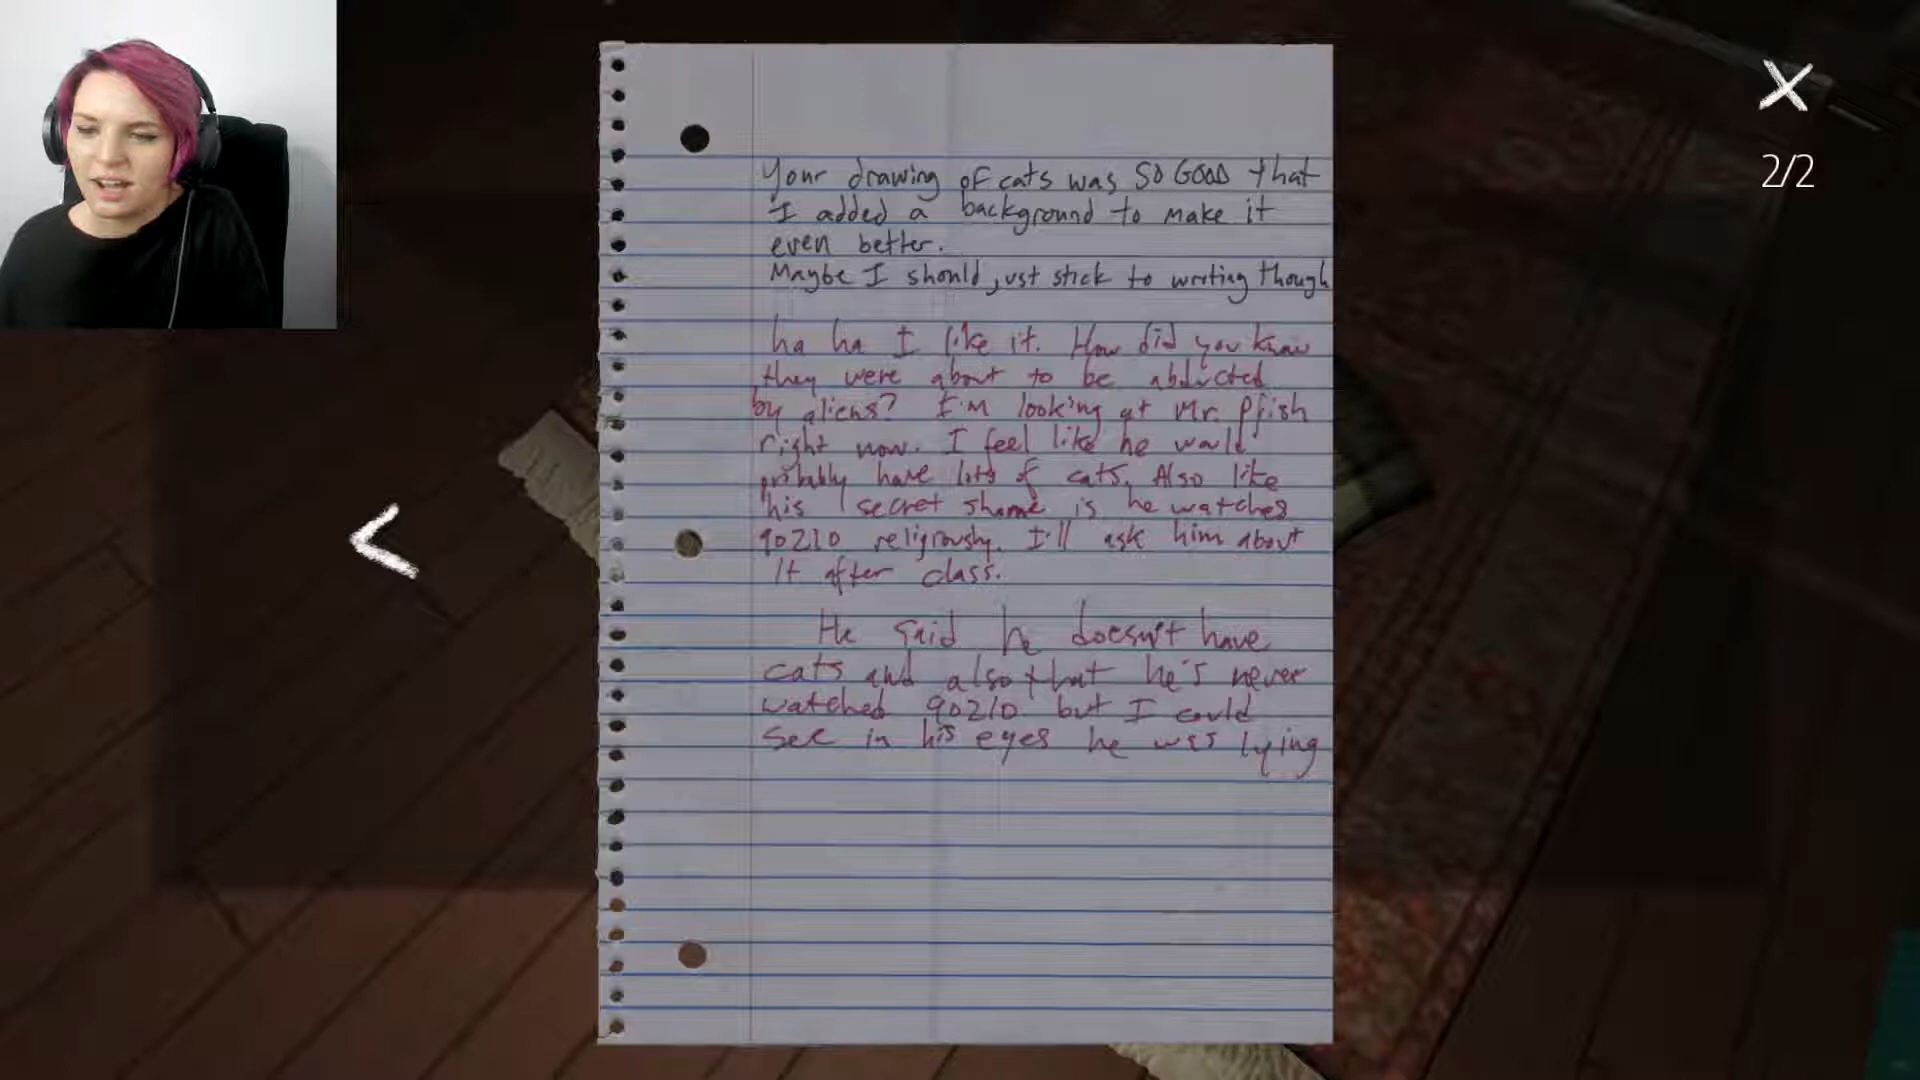 2/2
Your drawing of cats was SO GOOD that
I added a background to make it
even better.
Maybe I should just stick to writing though
ha ha I like it. How did you know
they were about to be abducted
by aliens? I'm looking at Mr. Pfish
right now. I feel like he would
probably have lots of cats. Also like
his secret shame is he watches
90210 religiously. I'll ask him about
it after class.
He said he doesn't have
cats and also that he's never
watched 90210 but I could
see in his eyes he was lying